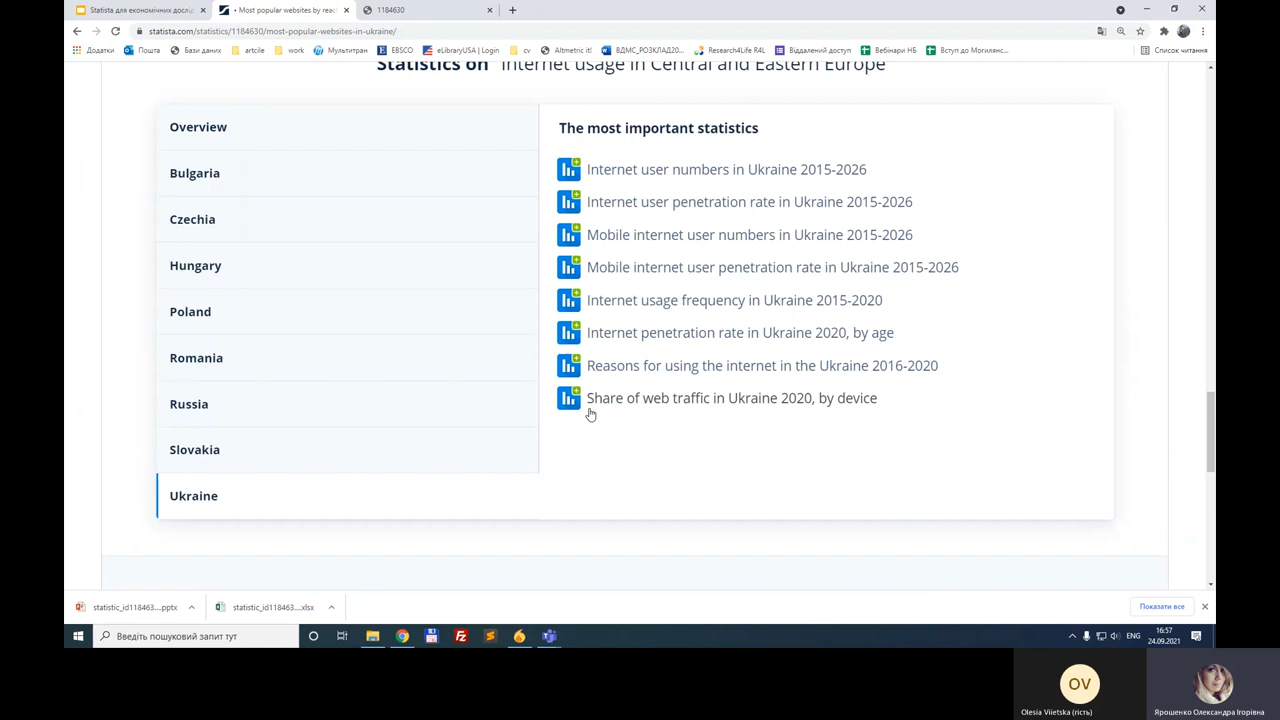 Statista для економічних дослід
Most popular websites by reac
1184630
statista.com/statistics/1184630/most-popular-websites-in-ukraine/
Додатки
Пошта
Бази даних
artcile
work
Мультитран
EBSCO
eLibraryUSA | Login
cv
Altmetric it!
ВДМС_РОЗКЛАД20...
Research4Life R4L
Віддалений доступ
Вебінари НБ
Вступ до Могилянс...
Список читання
Statistics on "Internet usage in Central and Eastern Europe"
Overview
Bulgaria
Czechia
Hungary
Poland
Romania
Russia
Slovakia
Ukraine
The most important statistics
Internet user numbers in Ukraine 2015-2026
Internet user penetration rate in Ukraine 2015-2026
Mobile internet user numbers in Ukraine 2015-2026
Mobile internet user penetration rate in Ukraine 2015-2026
Internet usage frequency in Ukraine 2015-2020
Internet penetration rate in Ukraine 2020, by age
Reasons for using the internet in the Ukraine 2016-2020
Share of web traffic in Ukraine 2020, by device
statistic_id118463....pptx
statistic_id118463....xlsx
Показати все
Введіть пошуковий запит тут
ENG
16:57
24.09.2021
OV
Olesia Viietska (гість)
Ярошенко Олександра Ігорівна